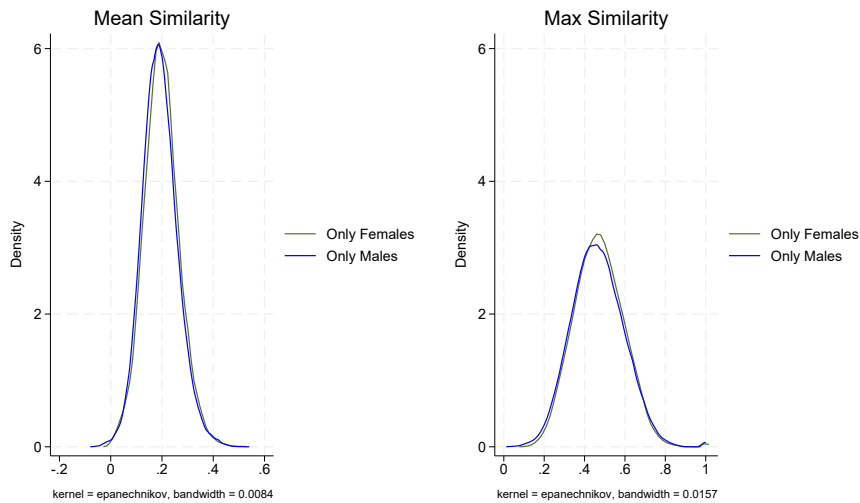 Mean Similarity
6
4
2
0
Density
-.2 0 .2 .4 .6
kernel = epanechnikov, bandwidth = 0.0084
Only Females
Only Males
Max Similarity
6
4
2
0
Density
0 .2 .4 .6 .8 1
kernel = epanechnikov, bandwidth = 0.0157
Only Females
Only Males